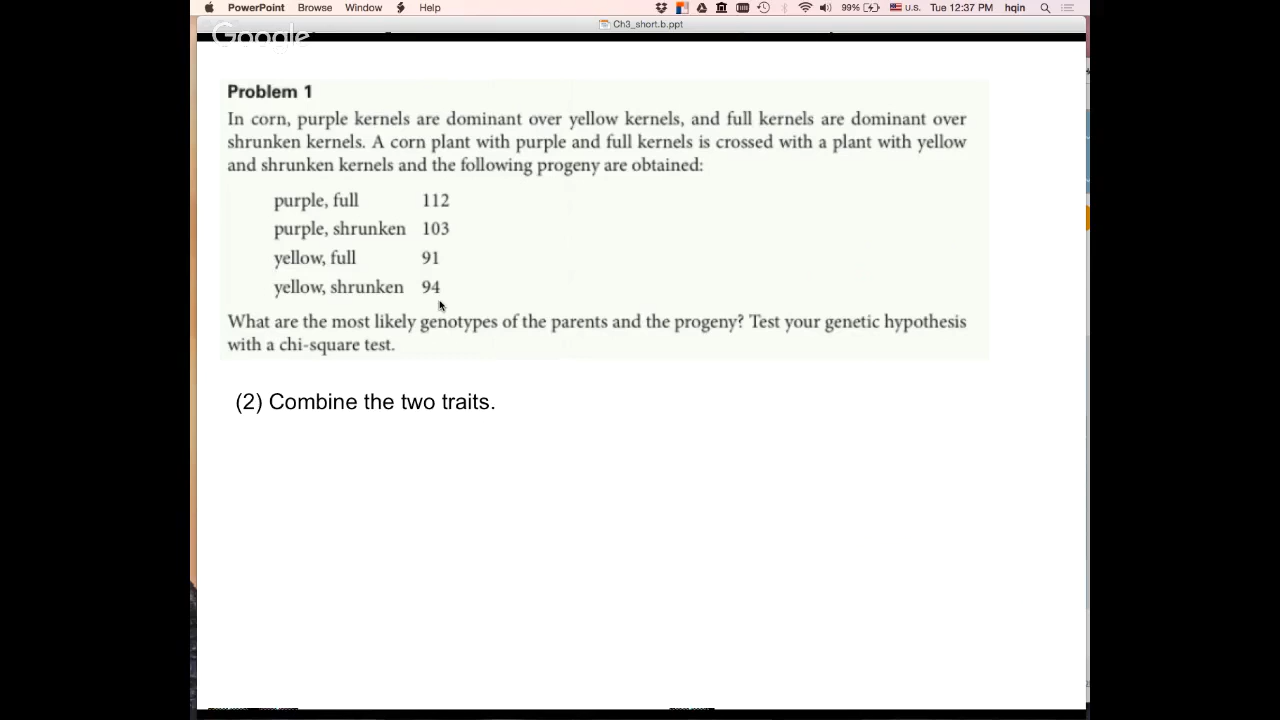 PowerPoint Browse Window Help 99% U.S. Tue 12:37 PM hqin
Ch3_short.b.ppt
Google
Problem 1
In corn, purple kernels are dominant over yellow kernels, and full kernels are dominant over
shrunken kernels. A corn plant with purple and full kernels is crossed with a plant with yellow
and shrunken kernels and the following progeny are obtained:
purple, full 112
purple, shrunken 103
yellow, full 91
yellow, shrunken 94
What are the most likely genotypes of the parents and the progeny? Test your genetic hypothesis
with a chi-square test.
(2) Combine the two traits.